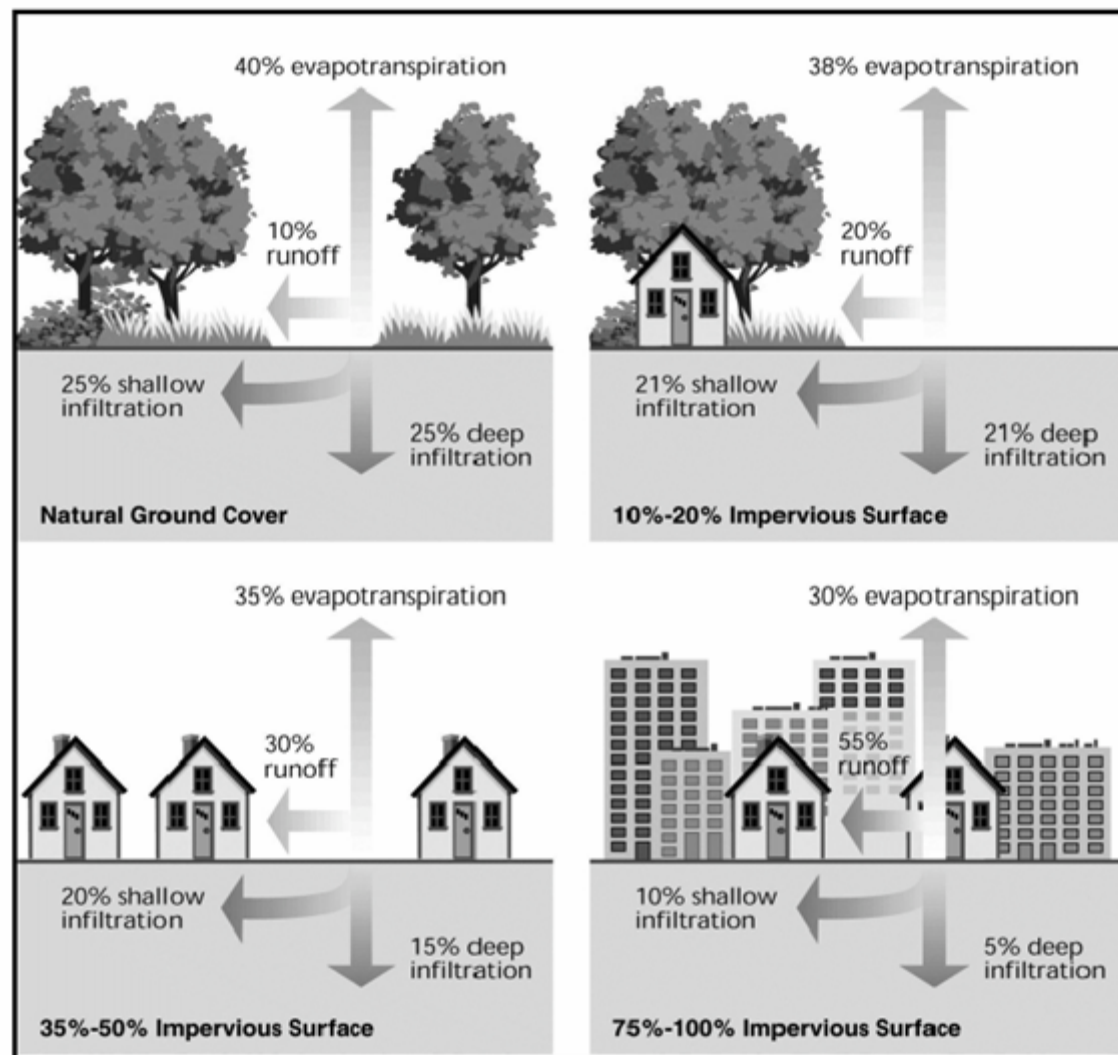 40% evapotranspiration
10%
runoff
25% shallow
infiltration
25% deep
infiltration
Natural Ground Cover
38% evapotranspiration
20%
runoff
21% shallow
infiltration
21% deep
infiltration
10%-20% Impervious Surface
35% evapotranspiration
30%
runoff
20% shallow
infiltration
15% deep
infiltration
35%-50% Impervious Surface
30% evapotranspiration
55%
runoff
10% shallow
infiltration
5% deep
infiltration
75%-100% Impervious Surface